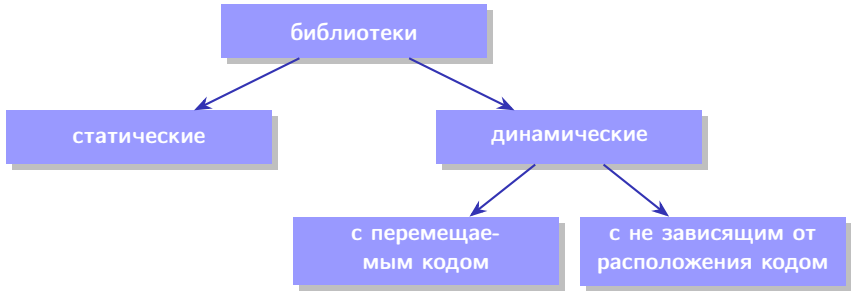 библиотеки
статические
динамические
с перемещае-
мым кодом
с не зависящим от
расположения кодом